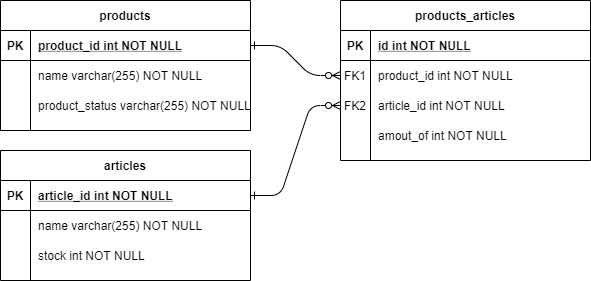 products
PK product_id int NOT NULL
name varchar(255) NOT NULL
product_status varchar(255) NOT NULL
articles
PK article_id int NOT NULL
name varchar(255) NOT NULL
stock int NOT NULL
products_articles
PK id int NOT NULL
FK1 product_id int NOT NULL
FK2 article_id int NOT NULL
amout_of int NOT NULL